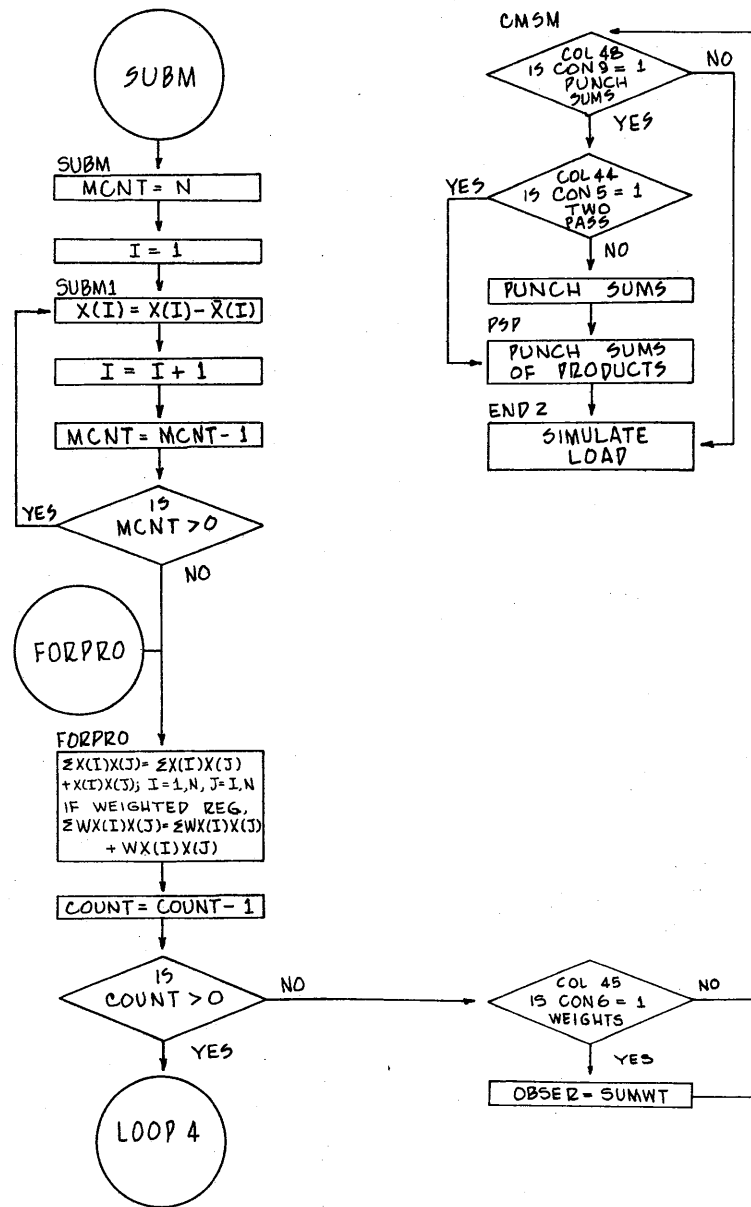 SUBM
SUBM
MCNT = N
I = 1
SUBM1
X(I) = X(I) - X̄(I)
I = I + 1
MCNT = MCNT - 1
IS
MCNT > 0
YES
NO
FORPRO
FORPRO
ΣX(I)X(J) = ΣX(I)X(J)
+X(I)X(J); I=1,N, J=I,N
IF WEIGHTED REG,
ΣWX(I)X(J) = ΣWX(I)X(J)
+ WX(I)X(J)
COUNT = COUNT - 1
IS
COUNT > 0
NO
YES
LOOP 4
CMSM
COL 48
IS CON 9 = 1
PUNCH
SUMS
NO
YES
COL 44
IS CON 5 = 1
TWO
PASS
YES
NO
PUNCH SUMS
PSP
PUNCH SUMS
OF PRODUCTS
END 2
SIMULATE
LOAD
COL 45
IS CON 6 = 1
WEIGHTS
NO
YES
OBSER = SUMWT